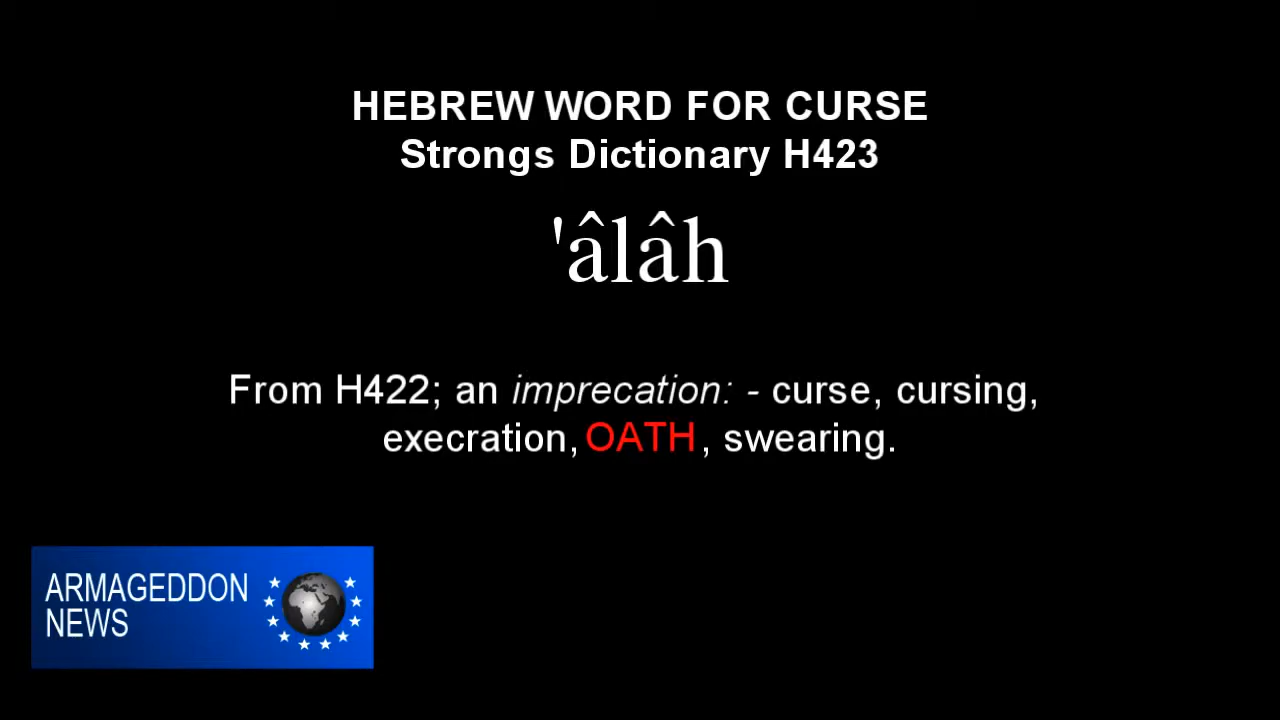 HEBREW WORD FOR CURSE
Strongs Dictionary H423
'âlâh
From H422; an imprecation: - curse, cursing,
execration, OATH , swearing.
ARMAGEDDON
NEWS